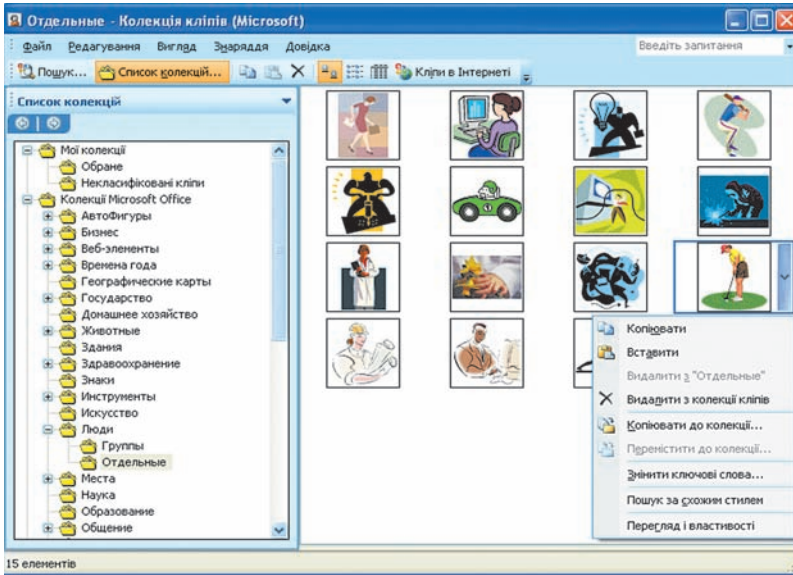 Отдельные - Колекція кліпів (Microsoft)
Файл Редагування Вигляд Знаряддя Довідка Введіть запитання
Пошук... Список колекцій... Кліпи в Інтернеті
Список колекцій
Мої колекції
Обране
Некласифіковані кліпи
Колекції Microsoft Office
АвтоФигуры
Бизнес
Веб-элементы
Времена года
Географические карты
Государство
Домашнее хозяйство
Животные
Здания
Здравоохранение
Знаки
Инструменты
Искусство
Люди
Группы
Отдельные
Места
Наука
Образование
Общение
Копіювати
Вставити
Видалити з "Отдельные"
Видалити з колекції кліпів
Копіювати до колекції...
Перемістити до колекції...
Змінити ключові слова...
Пошук за схожим стилем
Перегляд і властивості
15 елементів